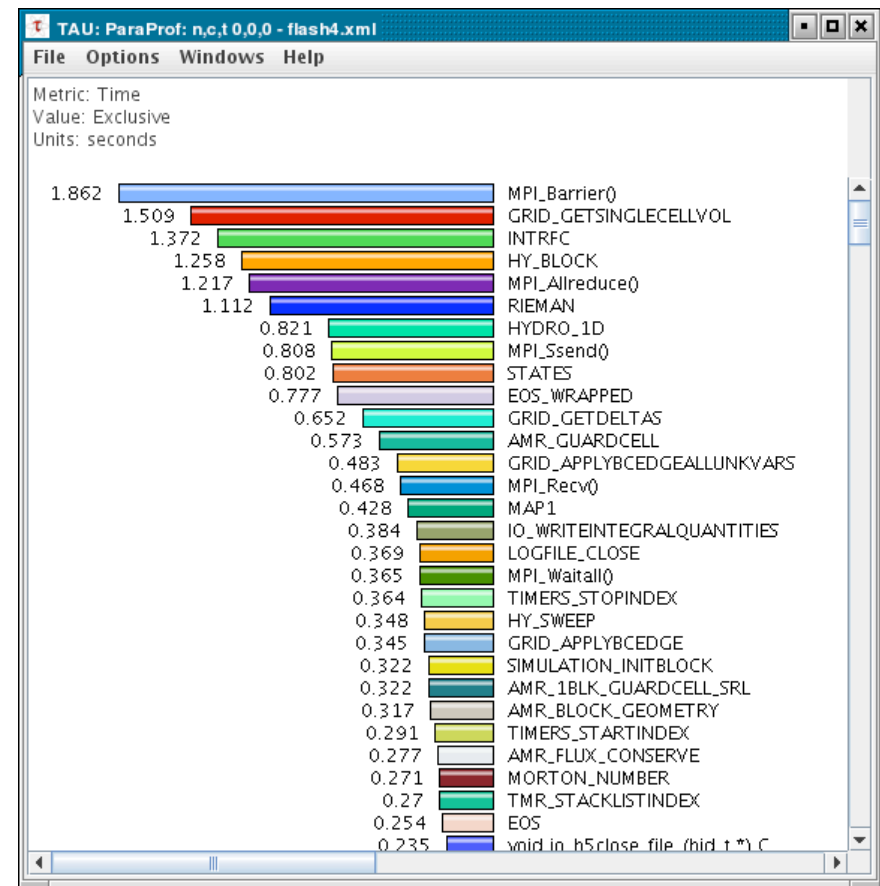 TAU: ParaProf: n,c,t 0,0,0 - flash4.xml
File Options Windows Help
Metric: Time
Value: Exclusive
Units: seconds
1.862 MPI_Barrier()
1.509 GRID_GETSINGLECELLVOL
1.372 INTRFC
1.258 HY_BLOCK
1.217 MPI_Allreduce()
1.112 RIEMAN
0.821 HYDRO_1D
0.808 MPI_Ssend()
0.802 STATES
0.777 EOS_WRAPPED
0.652 GRID_GETDELTAS
0.573 AMR_GUARDCELL
0.483 GRID_APPLYBCEDGEALLUNKVARS
0.468 MPI_Recv()
0.428 MAP1
0.384 IO_WRITEINTEGRALQUANTITIES
0.369 LOGFILE_CLOSE
0.365 MPI_Waitall()
0.364 TIMERS_STOPINDEX
0.348 HY_SWEEP
0.345 GRID_APPLYBCEDGE
0.322 SIMULATION_INITBLOCK
0.322 AMR_1BLK_GUARDCELL_SRL
0.317 AMR_BLOCK_GEOMETRY
0.291 TIMERS_STARTINDEX
0.277 AMR_FLUX_CONSERVE
0.271 MORTON_NUMBER
0.27 TMR_STACKLISTINDEX
0.254 EOS
0.235 void io_h5close_file_(hid_t *) C